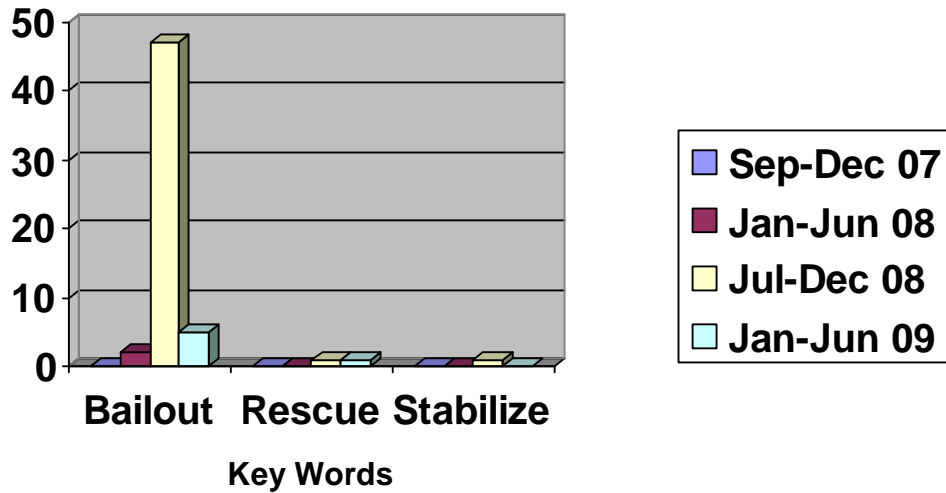 50
40
30
20
10
0
Bailout Rescue Stabilize
Key Words
Sep-Dec 07
Jan-Jun 08
Jul-Dec 08
Jan-Jun 09